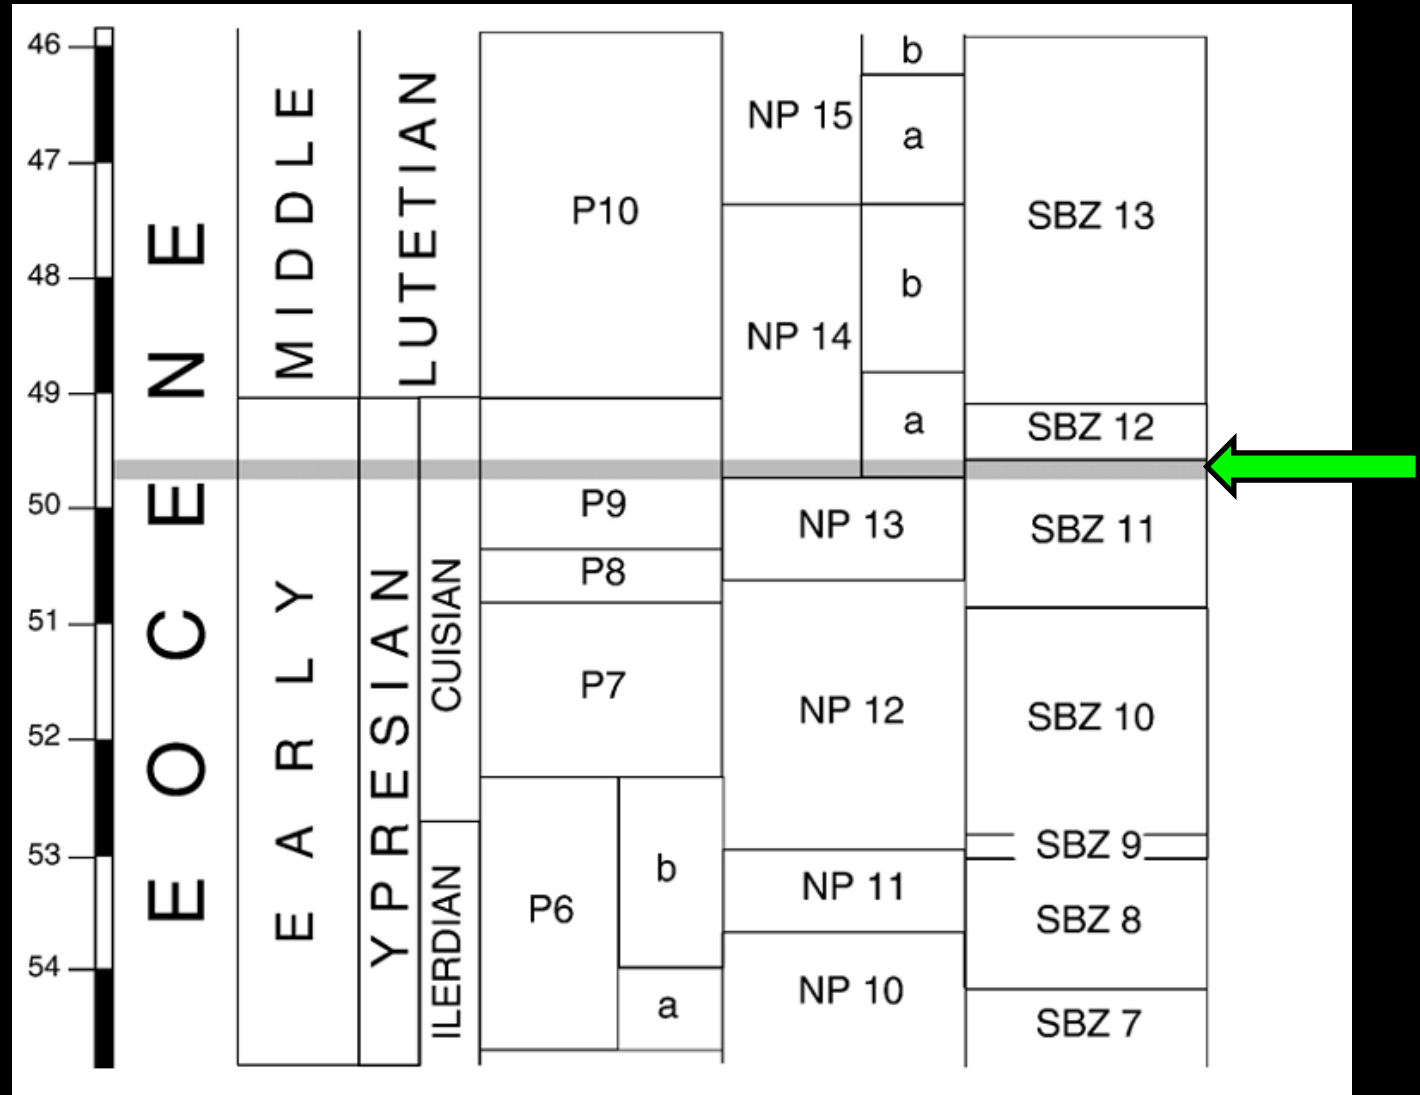 46
47
48
49
50
51
52
53
54
EOCENE
MIDDLE
EARLY
LUTETIAN
YPRESIAN
CUISIAN
ILERDIAN
P10
P9
P8
P7
P6
b
a
NP 15
b
a
NP 14
b
a
NP 13
NP 12
NP 11
NP 10
SBZ 13
SBZ 12
SBZ 11
SBZ 10
SBZ 9
SBZ 8
SBZ 7